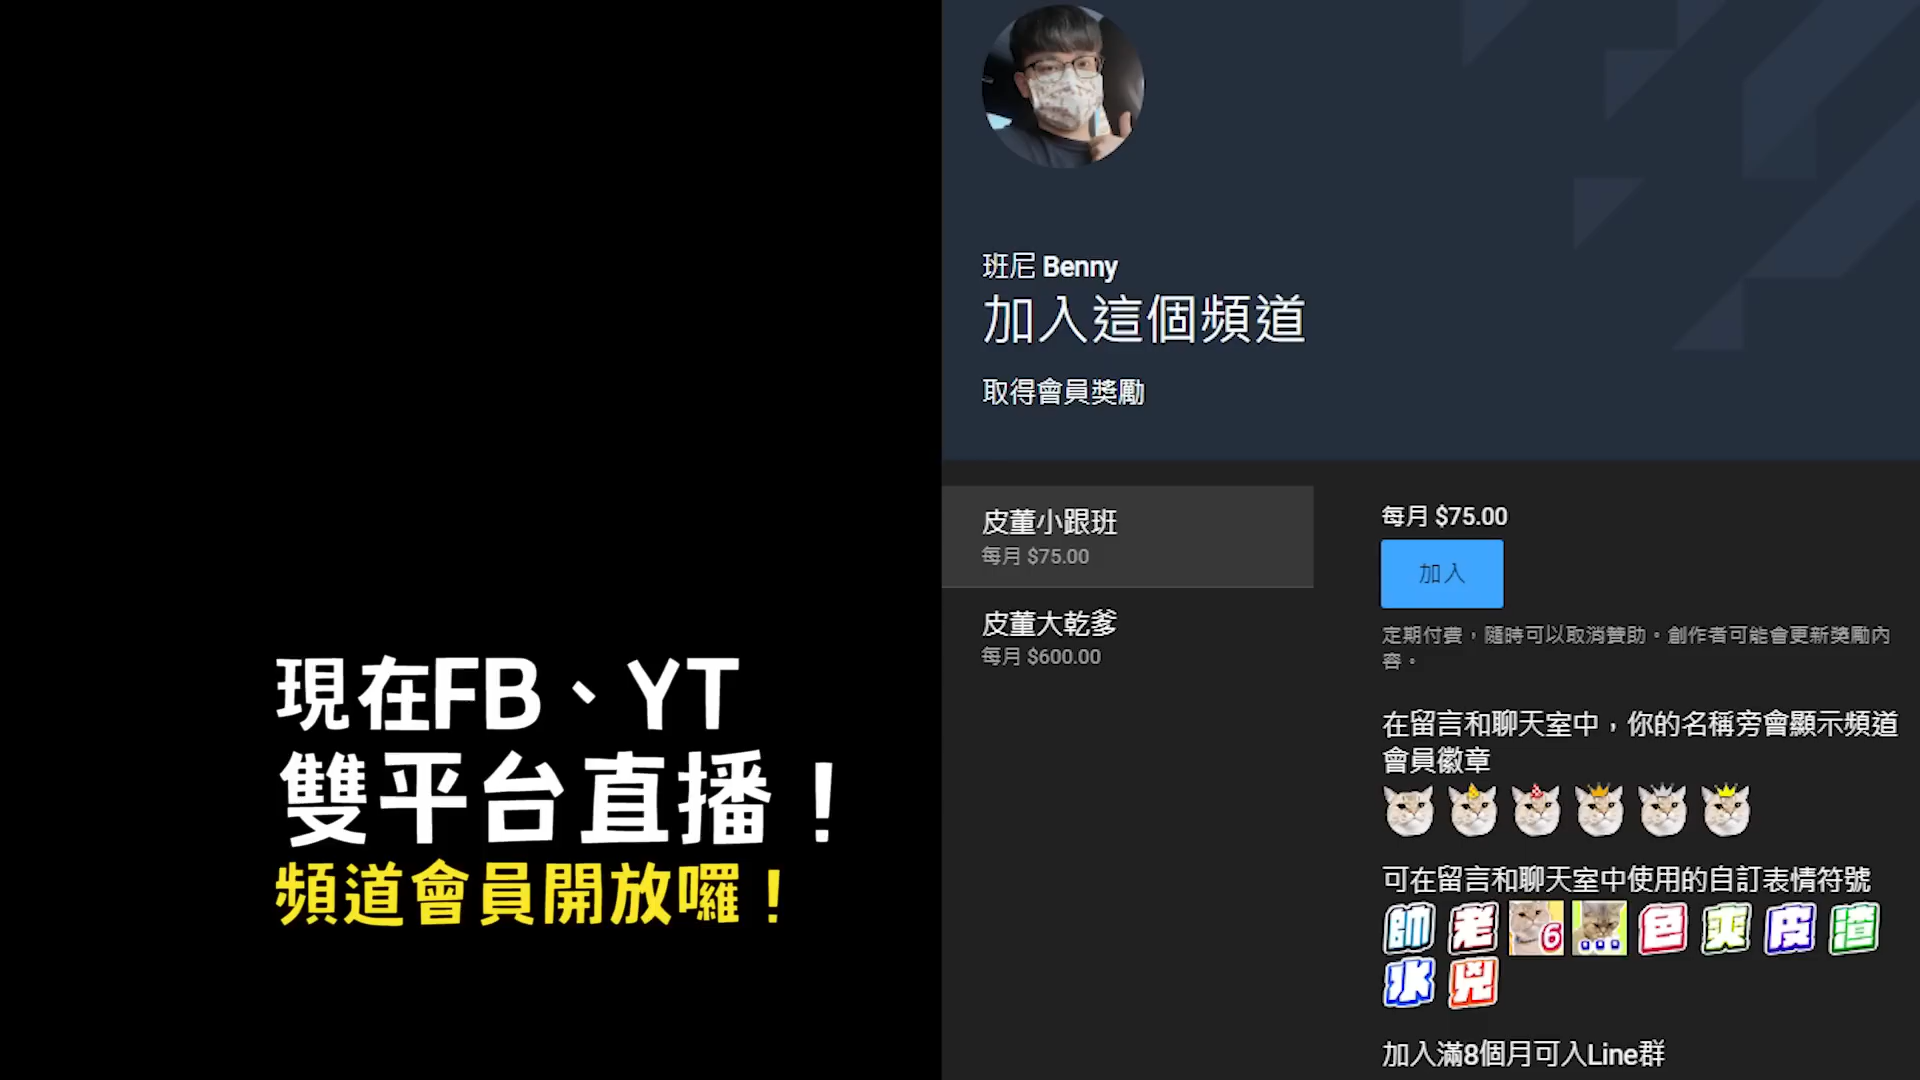 現在FB、YT
雙平台直播！
頻道會員開放囉！
班尼 Benny
加入這個頻道
取得會員獎勵
皮董小跟班
每月 $75.00
皮董大乾爹
每月 $600.00
每月 $75.00
加入
定期付費，隨時可以取消贊助。創作者可能會更新獎勵內
容。
在留言和聊天室中，你的名稱旁會顯示頻道
會員徽章
可在留言和聊天室中使用的自訂表情符號
帥 老 6 ... 色 爽 皮 渣
水 兇
加入滿8個月可入Line群